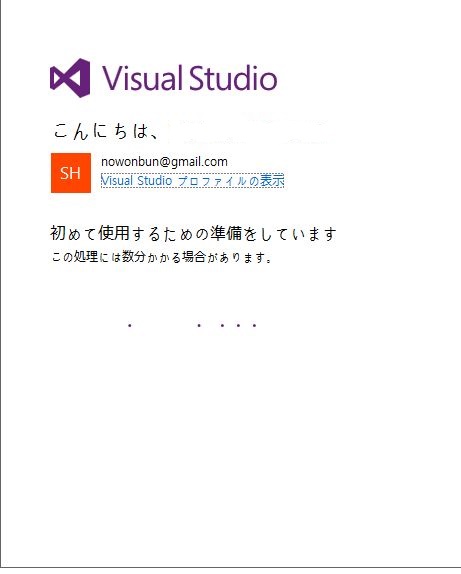 Visual Studio
こんにちは、
SH
nowonbun@gmail.com
Visual Studio プロファイルの表示
初めて使用するための準備をしています
この処理には数分かかる場合があります。